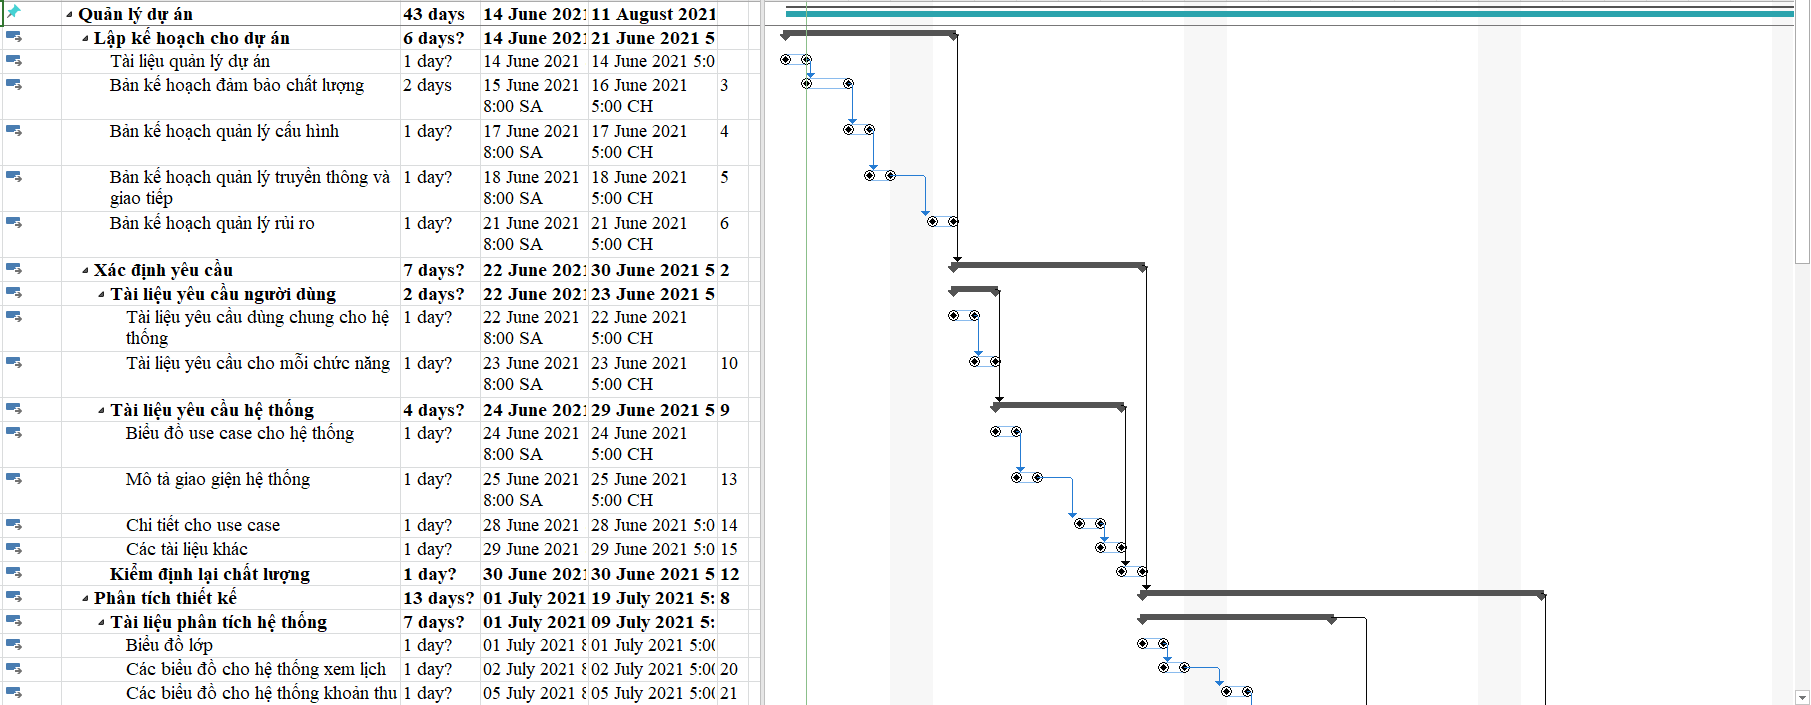 Quản lý dự án 43 days 14 June 2021 11 August 2021
Lập kế hoạch cho dự án 6 days? 14 June 2021 21 June 2021 5
Tài liệu quản lý dự án 1 day? 14 June 2021 14 June 2021 5:0
Bản kế hoạch đảm bảo chất lượng 2 days 15 June 2021 16 June 2021 3
8:00 SA 5:00 CH
Bản kế hoạch quản lý cấu hình 1 day? 17 June 2021 17 June 2021 4
8:00 SA 5:00 CH
Bản kế hoạch quản lý truyền thông và 1 day? 18 June 2021 18 June 2021 5
giao tiếp 8:00 SA 5:00 CH
Bản kế hoạch quản lý rủi ro 1 day? 21 June 2021 21 June 2021 6
8:00 SA 5:00 CH
Xác định yêu cầu 7 days? 22 June 2021 30 June 2021 5 2
Tài liệu yêu cầu người dùng 2 days? 22 June 2021 23 June 2021 5
Tài liệu yêu cầu dùng chung cho hệ 1 day? 22 June 2021 22 June 2021
thống 8:00 SA 5:00 CH
Tài liệu yêu cầu cho mỗi chức năng 1 day? 23 June 2021 23 June 2021 10
8:00 SA 5:00 CH
Tài liệu yêu cầu hệ thống 4 days? 24 June 2021 29 June 2021 5 9
Biểu đồ use case cho hệ thống 1 day? 24 June 2021 24 June 2021
8:00 SA 5:00 CH
Mô tả giao giện hệ thống 1 day? 25 June 2021 25 June 2021 13
8:00 SA 5:00 CH
Chi tiết cho use case 1 day? 28 June 2021 28 June 2021 5:0 14
Các tài liệu khác 1 day? 29 June 2021 29 June 2021 5:0 15
Kiểm định lại chất lượng 1 day? 30 June 2021 30 June 2021 5 12
Phân tích thiết kế 13 days? 01 July 2021 19 July 2021 5: 8
Tài liệu phân tích hệ thống 7 days? 01 July 2021 09 July 2021 5:
Biểu đồ lớp 1 day? 01 July 2021 8 01 July 2021 5:00
Các biểu đồ cho hệ thống xem lịch 1 day? 02 July 2021 8 02 July 2021 5:00 20
Các biểu đồ cho hệ thống khoản thu 1 day? 05 July 2021 8 05 July 2021 5:00 21